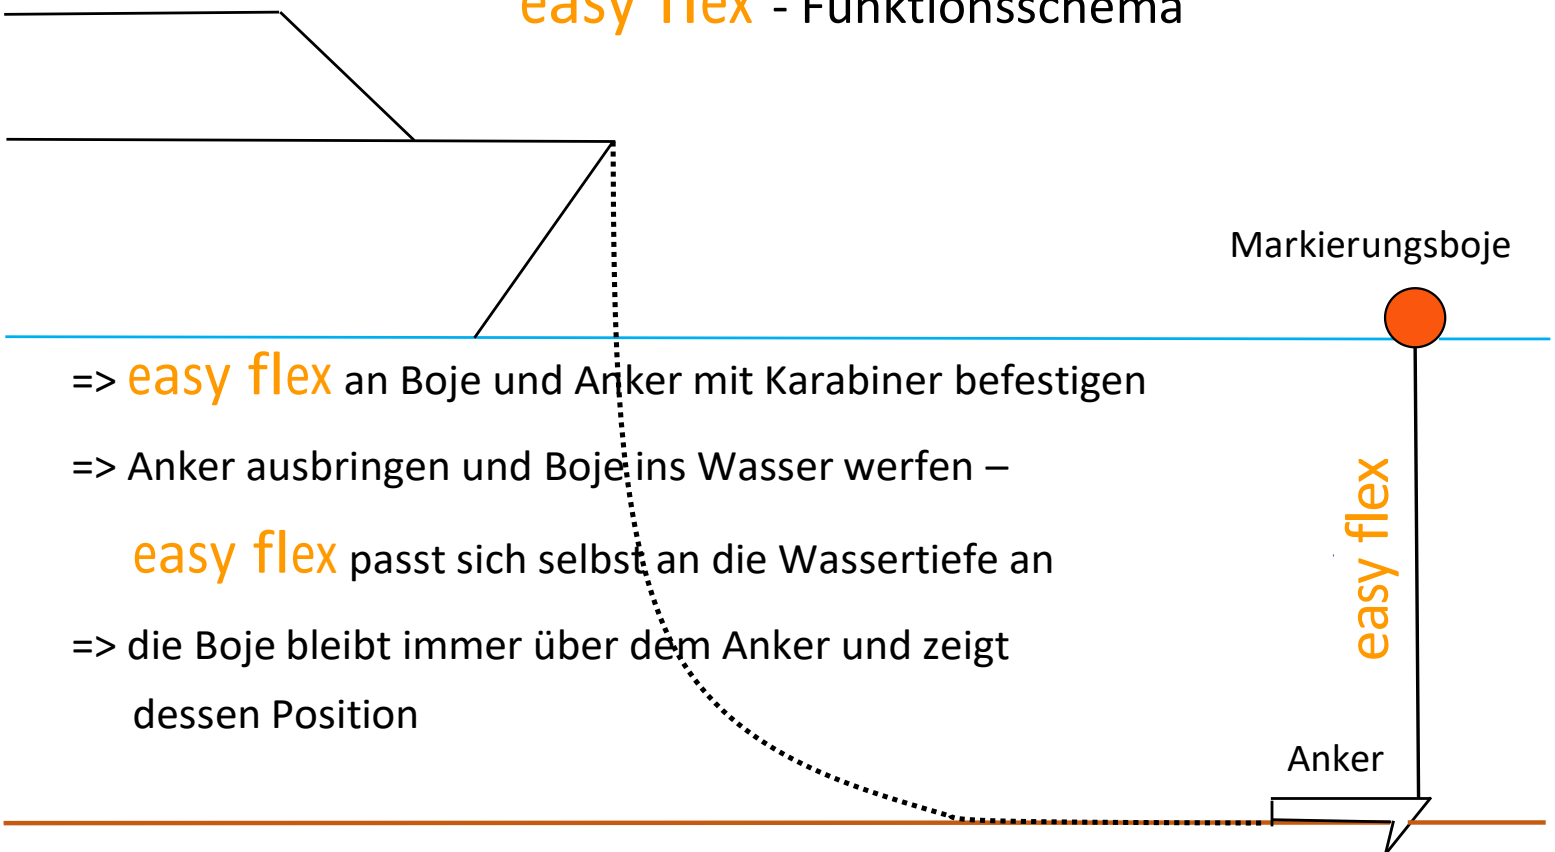 easy flex - Funktionsschema
Markierungsboje
=> easy flex an Boje und Anker mit Karabiner befestigen
=> Anker ausbringen und Boje ins Wasser werfen –
easy flex passt sich selbst an die Wassertiefe an
=> die Boje bleibt immer über dem Anker und zeigt
dessen Position
easy flex
Anker